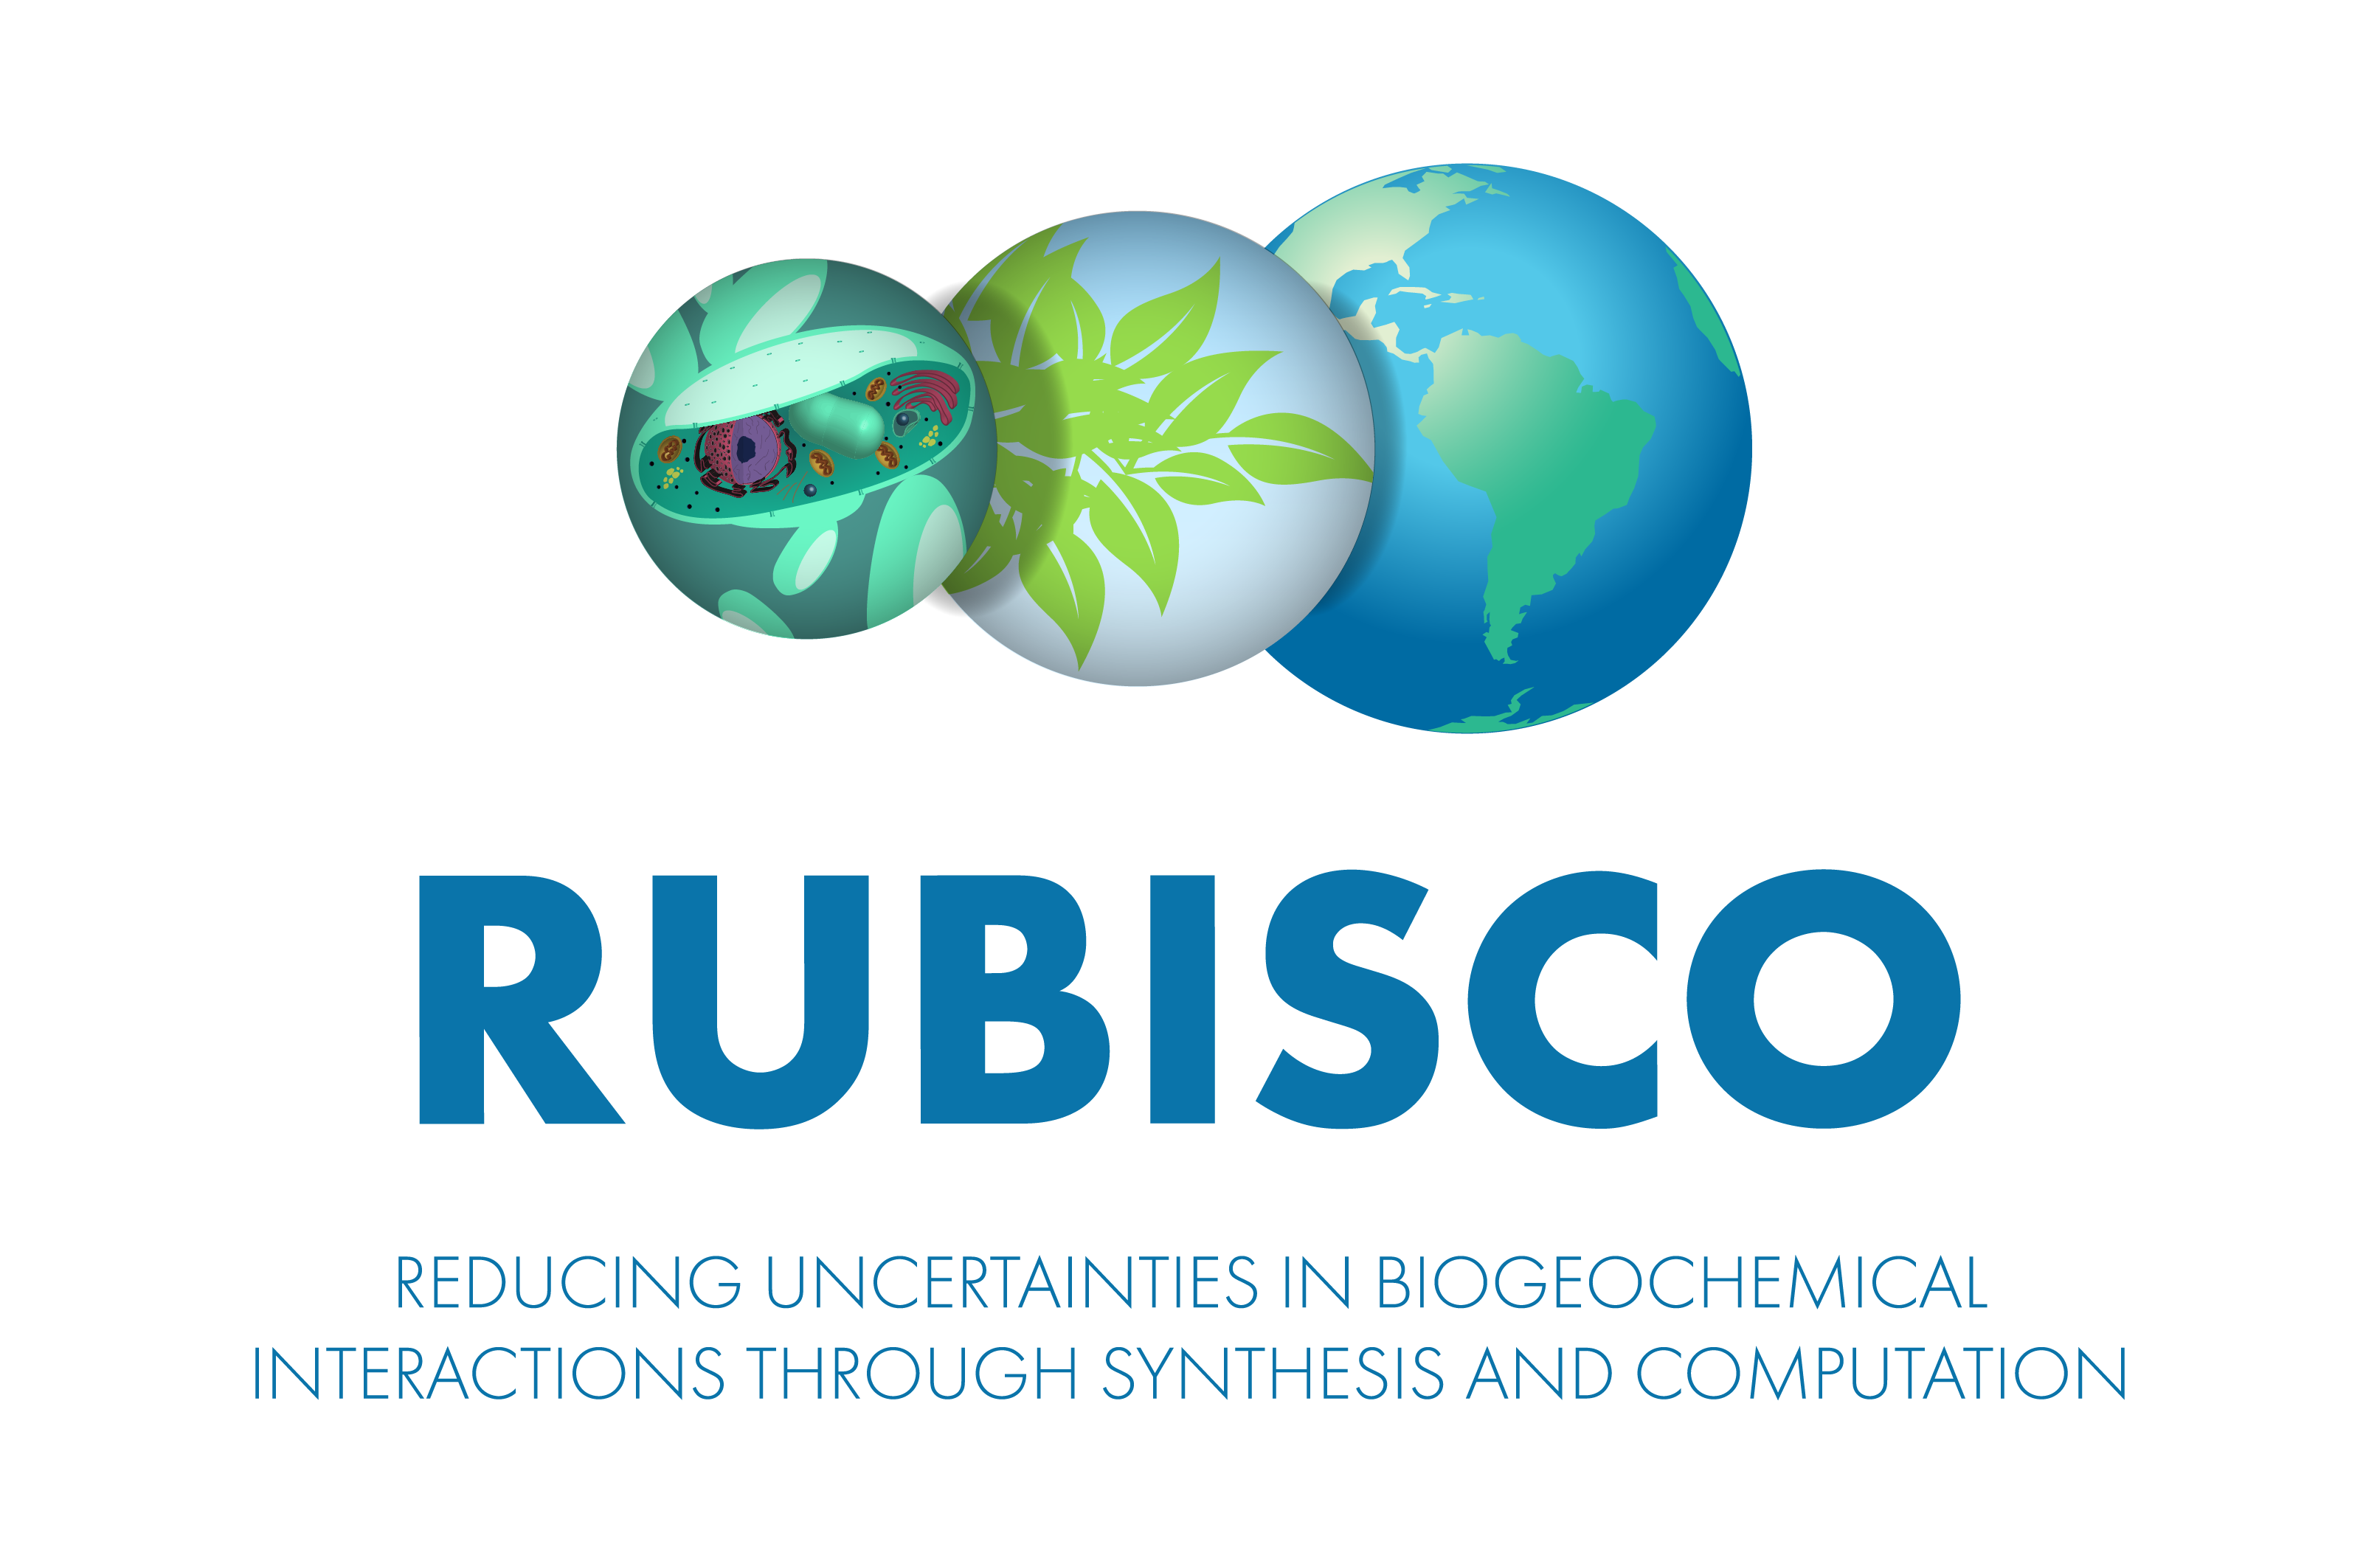 RUBISCO
REDUCING UNCERTAINTIES IN BIOGEOCHEMICAL
INTERACTIONS THROUGH SYNTHESIS AND COMPUTATION